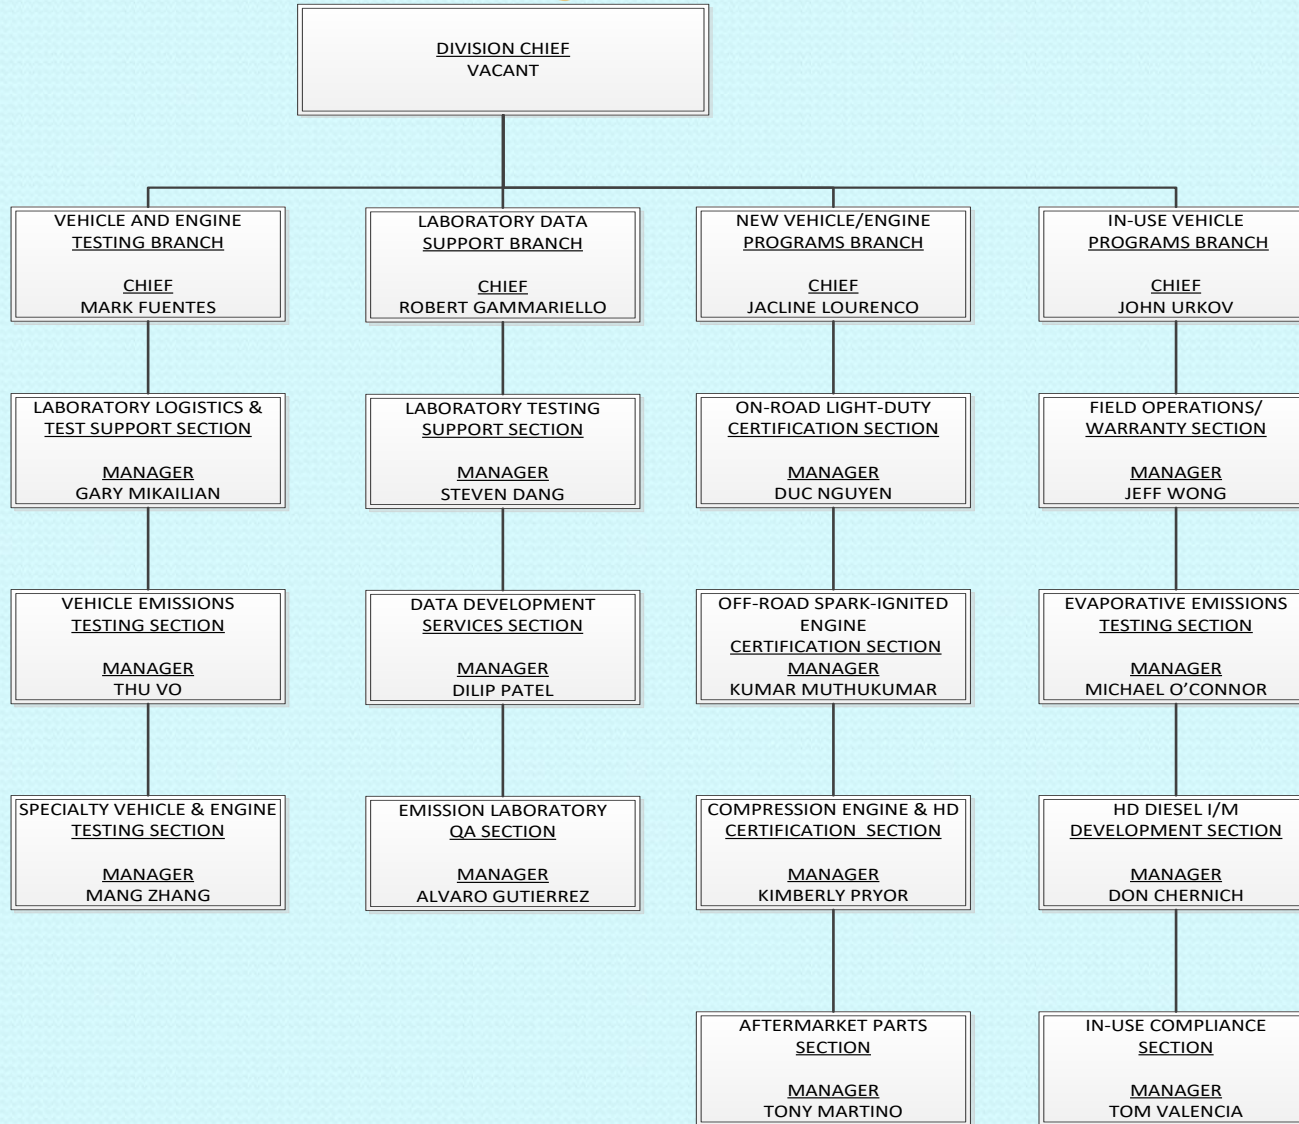 DIVISION CHIEF
VACANT
VEHICLE AND ENGINE
TESTING BRANCH
CHIEF
MARK FUENTES
LABORATORY DATA
SUPPORT BRANCH
CHIEF
ROBERT GAMMARIELLO
NEW VEHICLE/ENGINE
PROGRAMS BRANCH
CHIEF
JACLINE LOURENCO
IN-USE VEHICLE
PROGRAMS BRANCH
CHIEF
JOHN URKOV
LABORATORY LOGISTICS &
TEST SUPPORT SECTION
MANAGER
GARY MIKAILIAN
LABORATORY TESTING
SUPPORT SECTION
MANAGER
STEVEN DANG
ON-ROAD LIGHT-DUTY
CERTIFICATION SECTION
MANAGER
DUC NGUYEN
FIELD OPERATIONS/
WARRANTY SECTION
MANAGER
JEFF WONG
VEHICLE EMISSIONS
TESTING SECTION
MANAGER
THU VO
DATA DEVELOPMENT
SERVICES SECTION
MANAGER
DILIP PATEL
OFF-ROAD SPARK-IGNITED
ENGINE
CERTIFICATION SECTION
MANAGER
KUMAR MUTHUKUMAR
EVAPORATIVE EMISSIONS
TESTING SECTION
MANAGER
MICHAEL O’CONNOR
SPECIALTY VEHICLE & ENGINE
TESTING SECTION
MANAGER
MANG ZHANG
EMISSION LABORATORY
QA SECTION
MANAGER
ALVARO GUTIERREZ
COMPRESSION ENGINE & HD
CERTIFICATION  SECTION
MANAGER
KIMBERLY PRYOR
HD DIESEL I/M
DEVELOPMENT SECTION
MANAGER
DON CHERNICH
AFTERMARKET PARTS
SECTION
MANAGER
TONY MARTINO
IN-USE COMPLIANCE
SECTION
MANAGER
TOM VALENCIA